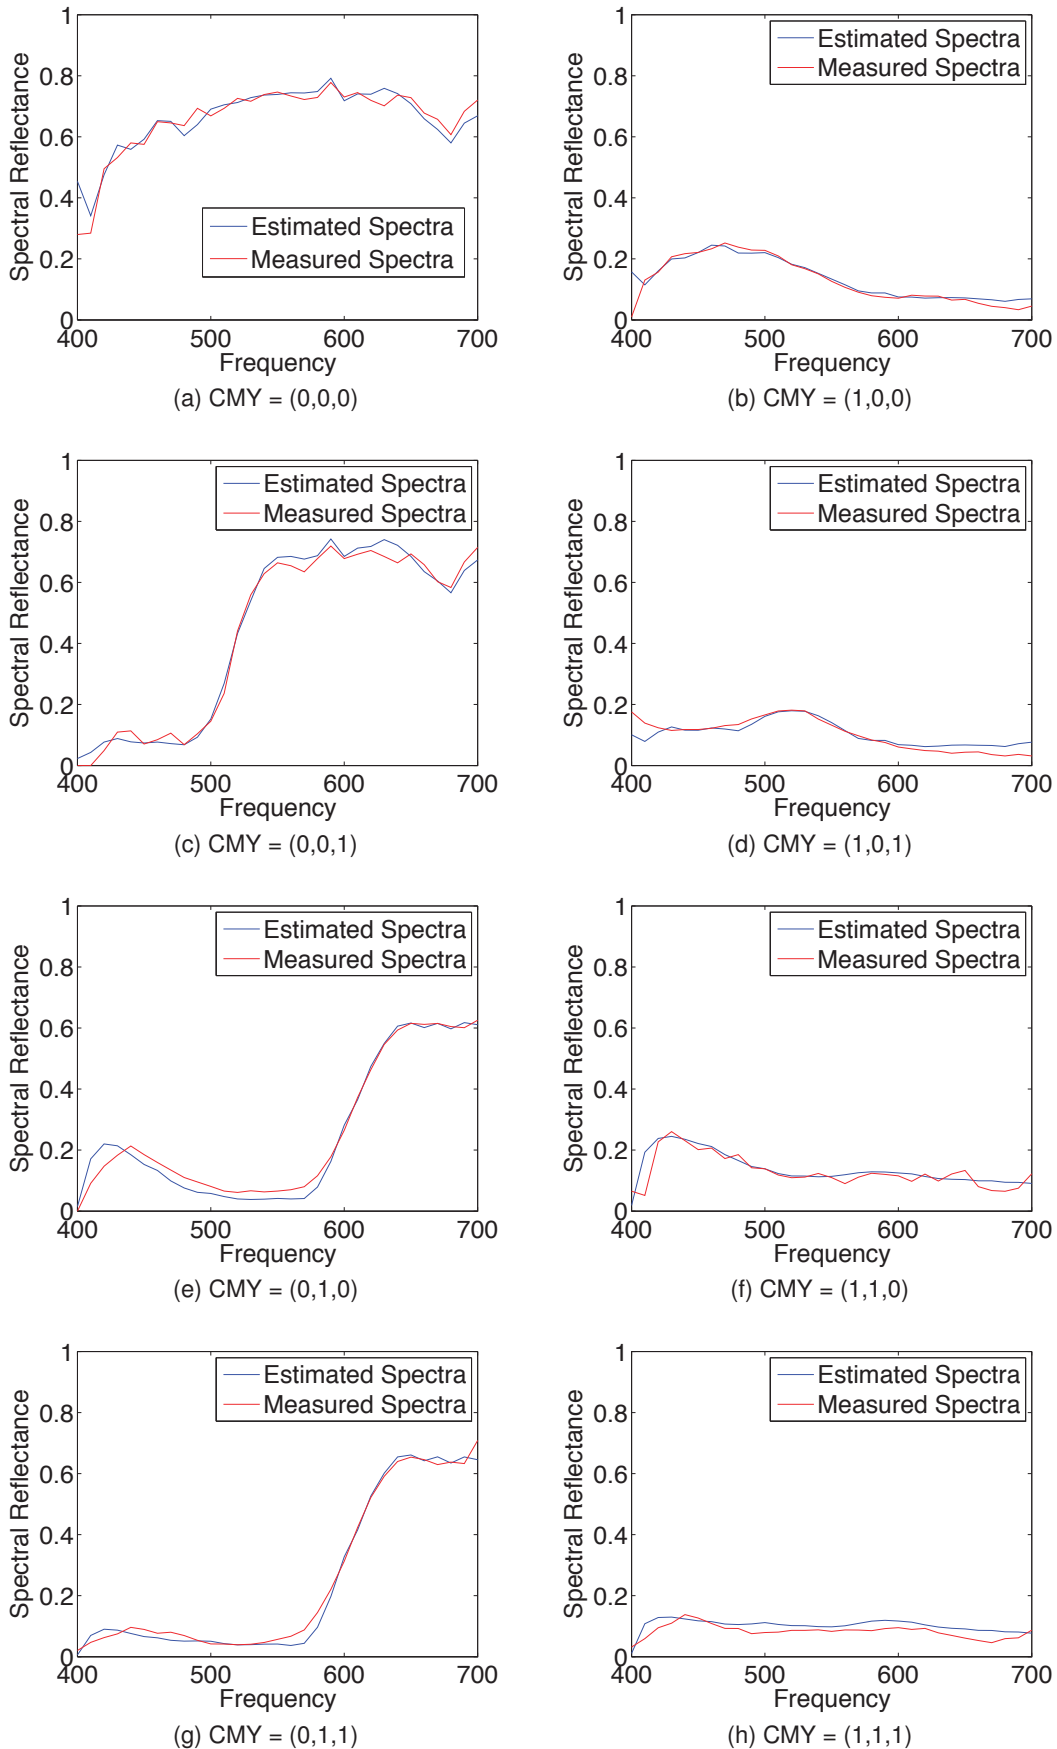 1
0.8
0.6
0.4
0.2
0
Spectral Reflectance
Estimated Spectra
Measured Spectra
400 500 600 700
Frequency
(a) CMY = (0,0,0)
1
0.8
0.6
0.4
0.2
0
Spectral Reflectance
Estimated Spectra
Measured Spectra
400 500 600 700
Frequency
(b) CMY = (1,0,0)
1
0.8
0.6
0.4
0.2
0
Spectral Reflectance
Estimated Spectra
Measured Spectra
400 500 600 700
Frequency
(c) CMY = (0,0,1)
1
0.8
0.6
0.4
0.2
0
Spectral Reflectance
Estimated Spectra
Measured Spectra
400 500 600 700
Frequency
(d) CMY = (1,0,1)
1
0.8
0.6
0.4
0.2
0
Spectral Reflectance
Estimated Spectra
Measured Spectra
400 500 600 700
Frequency
(e) CMY = (0,1,0)
1
0.8
0.6
0.4
0.2
0
Spectral Reflectance
Estimated Spectra
Measured Spectra
400 500 600 700
Frequency
(f) CMY = (1,1,0)
1
0.8
0.6
0.4
0.2
0
Spectral Reflectance
Estimated Spectra
Measured Spectra
400 500 600 700
Frequency
(g) CMY = (0,1,1)
1
0.8
0.6
0.4
0.2
0
Spectral Reflectance
Estimated Spectra
Measured Spectra
400 500 600 700
Frequency
(h) CMY = (1,1,1)